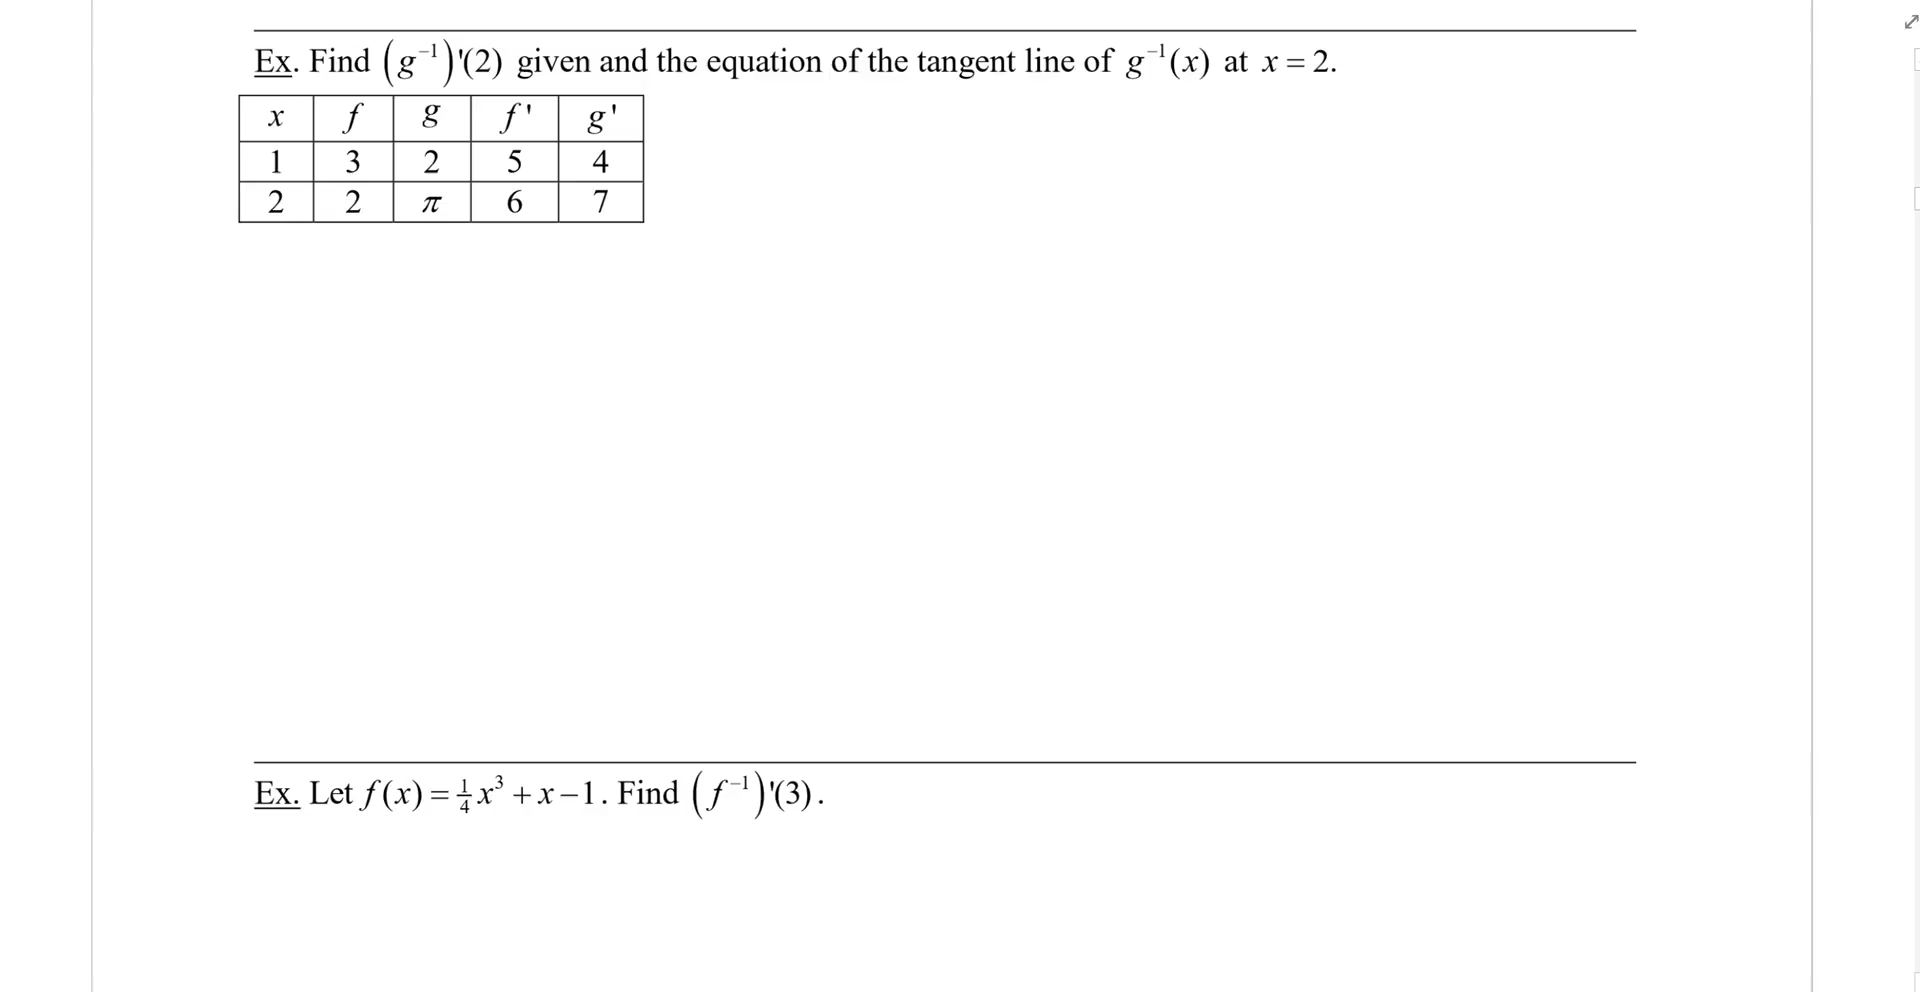 Ex. Find (g⁻¹)'(2) given and the equation of the tangent line of g⁻¹(x) at x = 2.
x f g f' g'
1 3 2 5 4
2 2 π 6 7
Ex. Let f(x) = ¼x³ + x − 1. Find (f⁻¹)'(3).